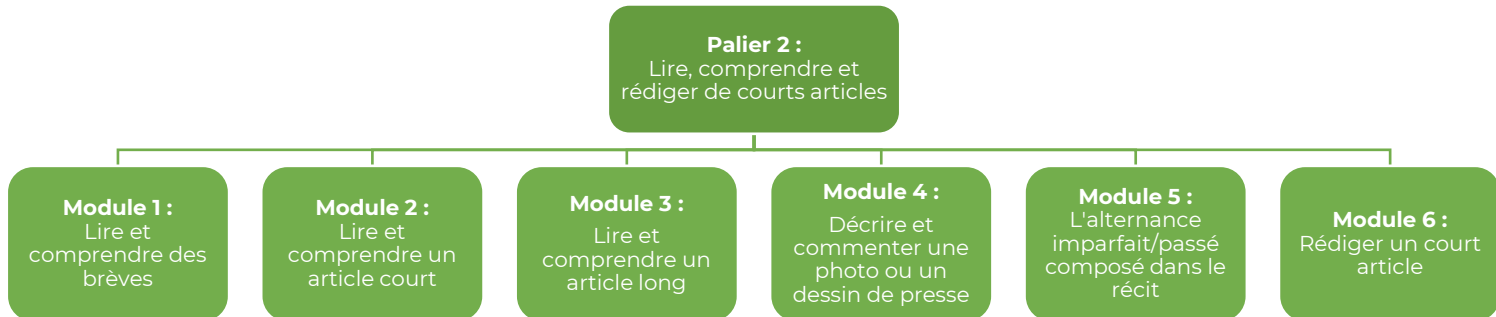 Palier 2 :
Lire, comprendre et
rédiger de courts articles
Module 1 :
Lire et
comprendre des
brèves
Module 2 :
Lire et
comprendre un
article court
Module 3 :
Lire et
comprendre un
article long
Module 4 :
Décrire et
commenter une
photo ou un
dessin de presse
Module 5 :
L'alternance
imparfait/passé
composé dans le
récit
Module 6 :
Rédiger un court
article